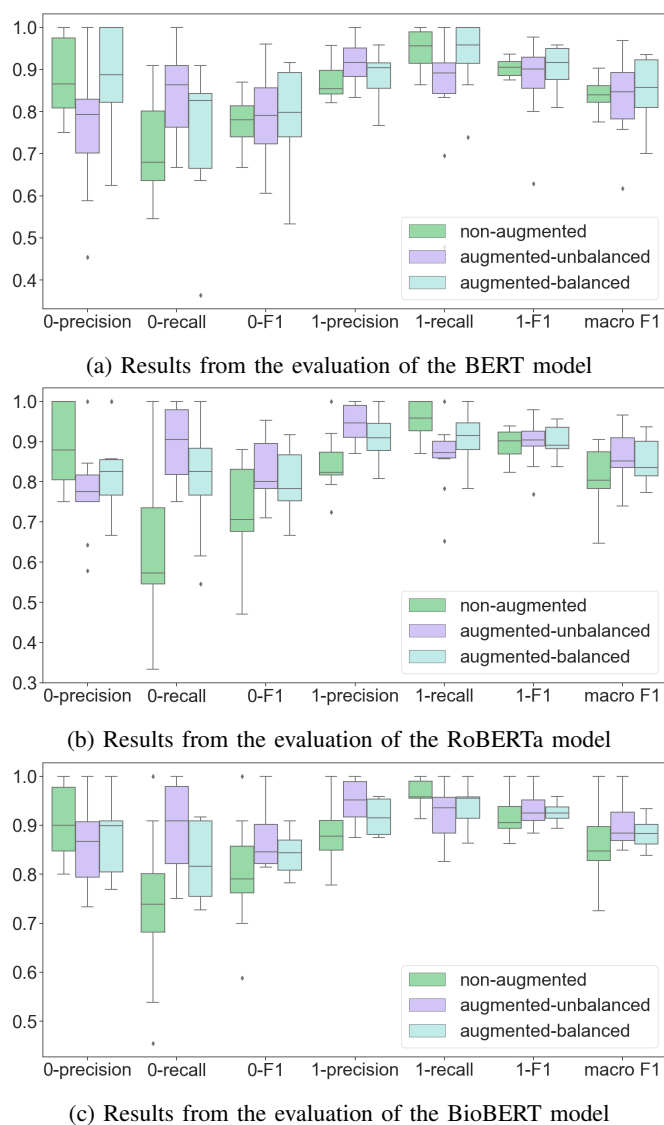 1.0
0.9
0.8
0.7
0.6
0.5
0.4
non-augmented
augmented-unbalanced
augmented-balanced
0-precision 0-recall 0-F1 1-precision 1-recall 1-F1 macro F1
(a) Results from the evaluation of the BERT model
1.0
0.9
0.8
0.7
0.6
0.5
0.4
0.3
non-augmented
augmented-unbalanced
augmented-balanced
0-precision 0-recall 0-F1 1-precision 1-recall 1-F1 macro F1
(b) Results from the evaluation of the RoBERTa model
1.0
0.9
0.8
0.7
0.6
0.5
non-augmented
augmented-unbalanced
augmented-balanced
0-precision 0-recall 0-F1 1-precision 1-recall 1-F1 macro F1
(c) Results from the evaluation of the BioBERT model